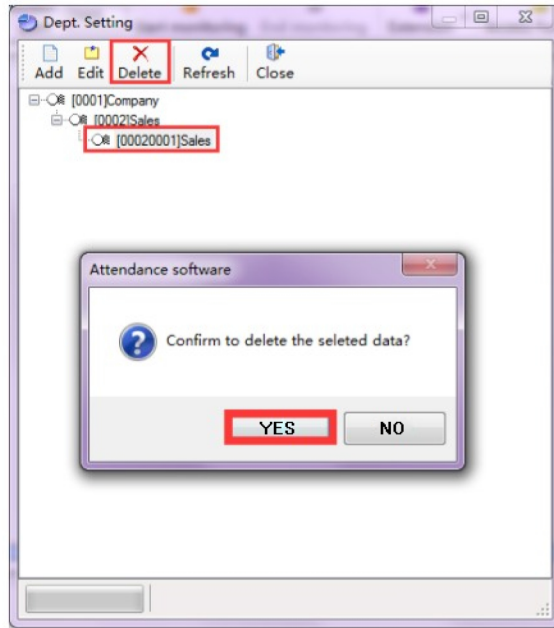 Dept. Setting
Add Edit Delete Refresh Close
[0001]Company
[0002]Sales
[00020001]Sales
Attendance software
Confirm to delete the seleted data?
YES NO